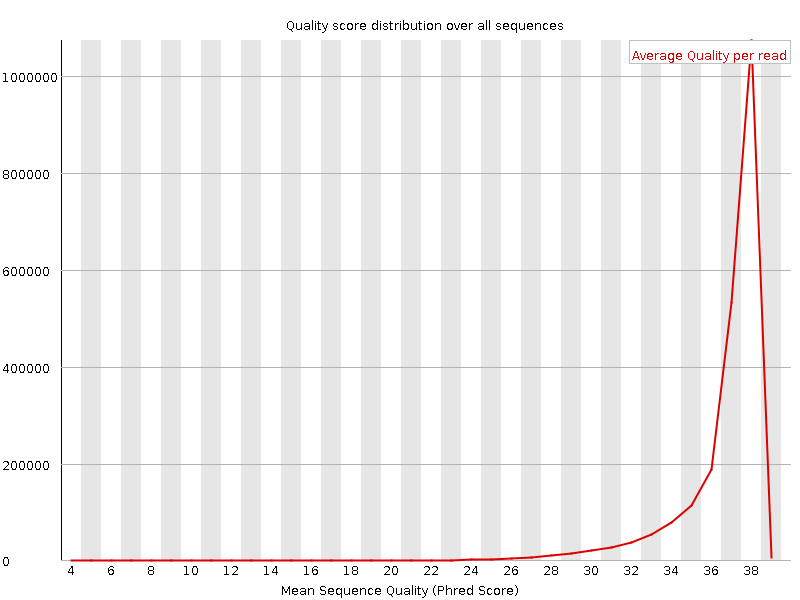 Quality score distribution over all sequences
Average Quality per read
1000000
800000
600000
400000
200000
0
4 6 8 10 12 14 16 18 20 22 24 26 28 30 32 34 36 38
Mean Sequence Quality (Phred Score)